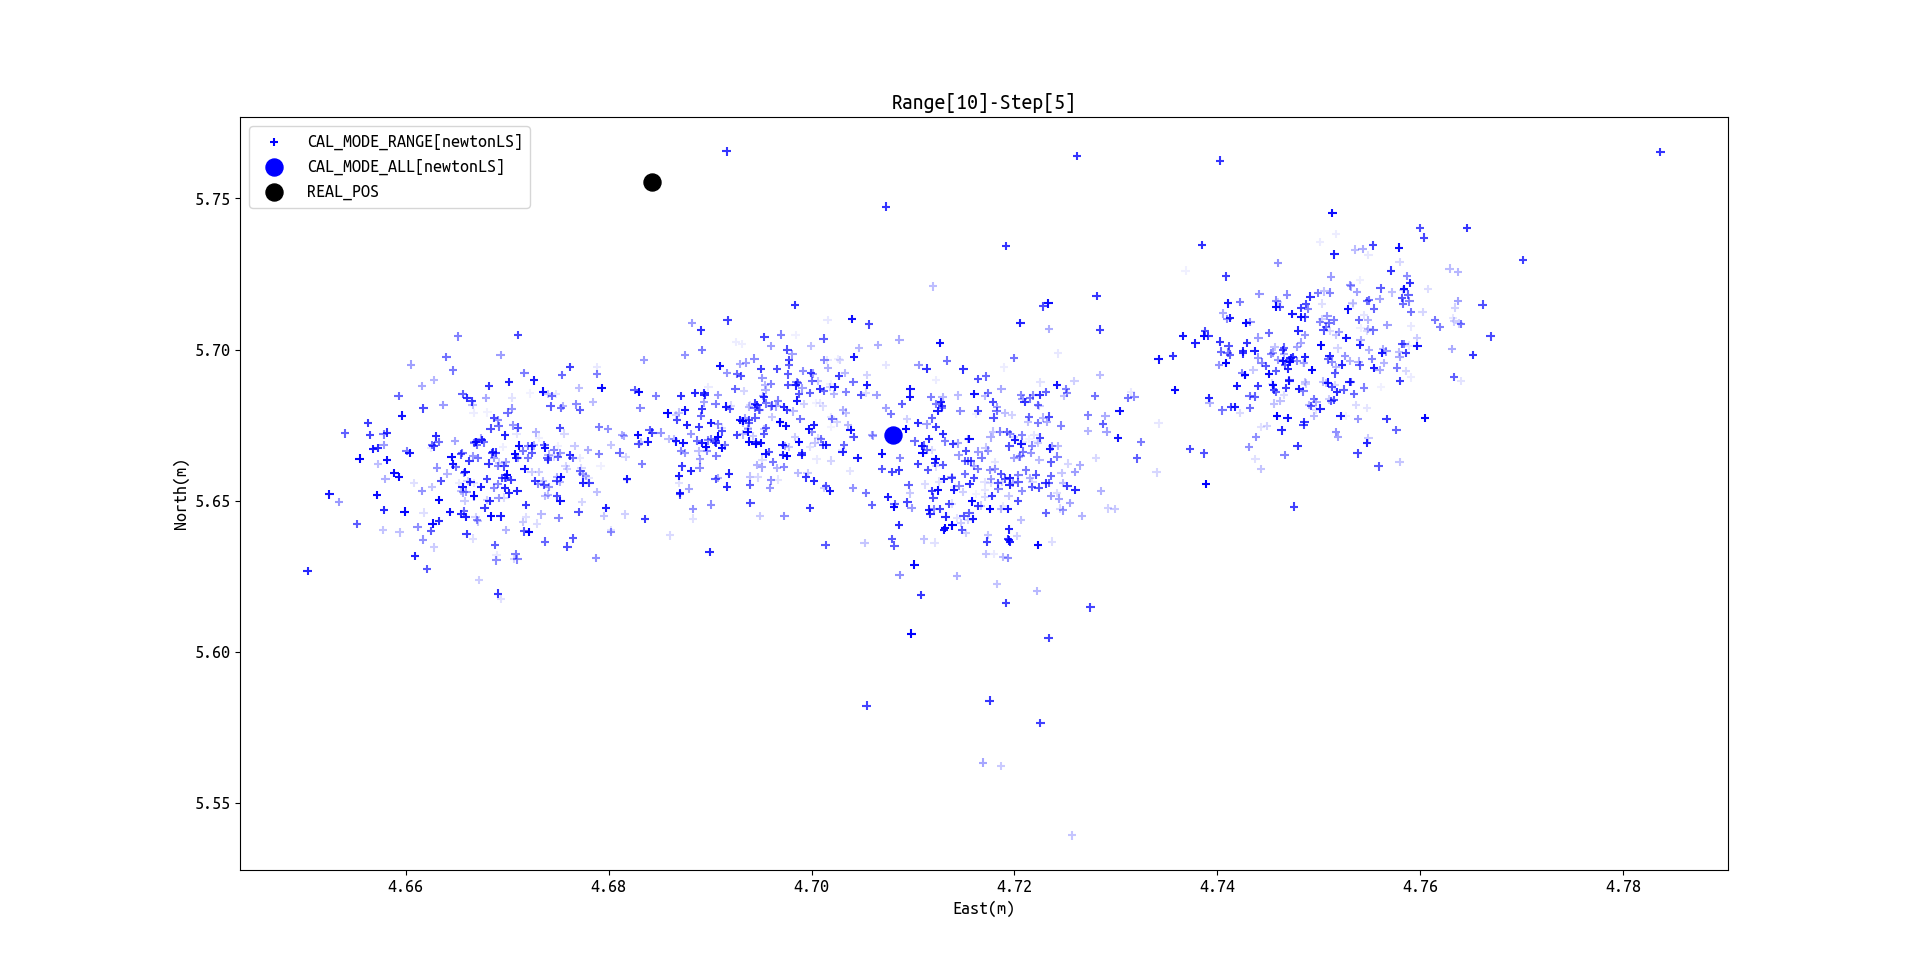 Range[10]-Step[5]
CAL_MODE_RANGE[newtonLS]
CAL_MODE_ALL[newtonLS]
REAL_POS
5.75
5.70
5.65
5.60
5.55
North(m)
4.66 4.68 4.70 4.72 4.74 4.76 4.78
East(m)